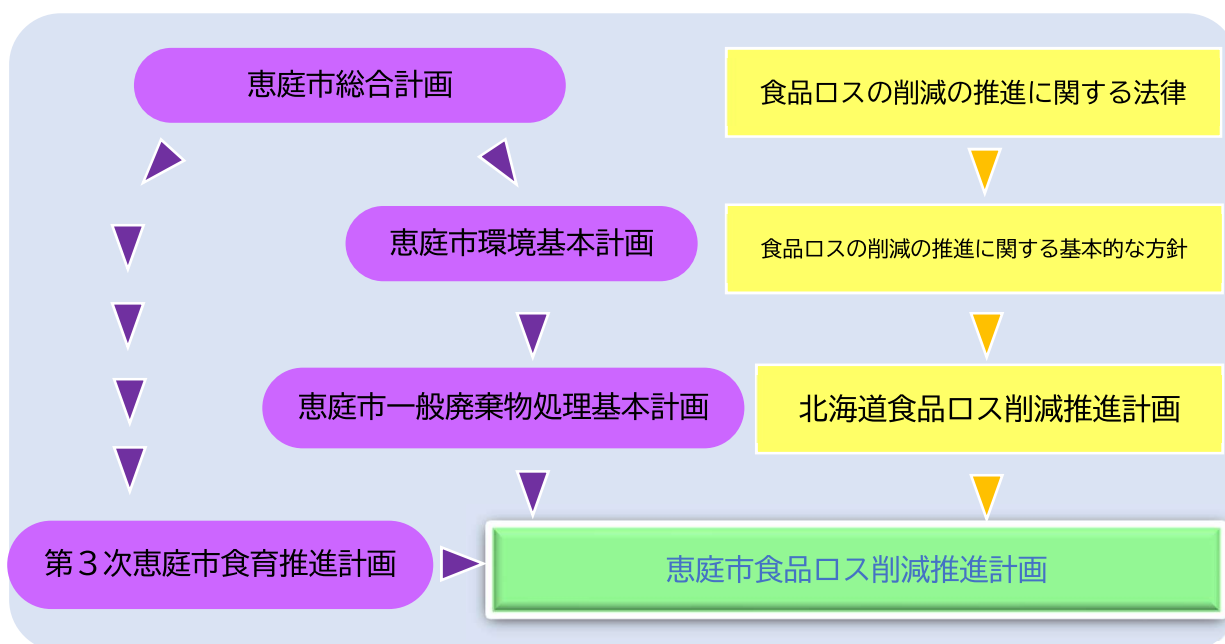 恵庭市総合計画
食品ロスの削減の推進に関する法律
恵庭市環境基本計画
食品ロスの削減の推進に関する基本的な方針
恵庭市一般廃棄物処理基本計画
北海道食品ロス削減推進計画
第３次恵庭市食育推進計画
恵庭市食品ロス削減推進計画